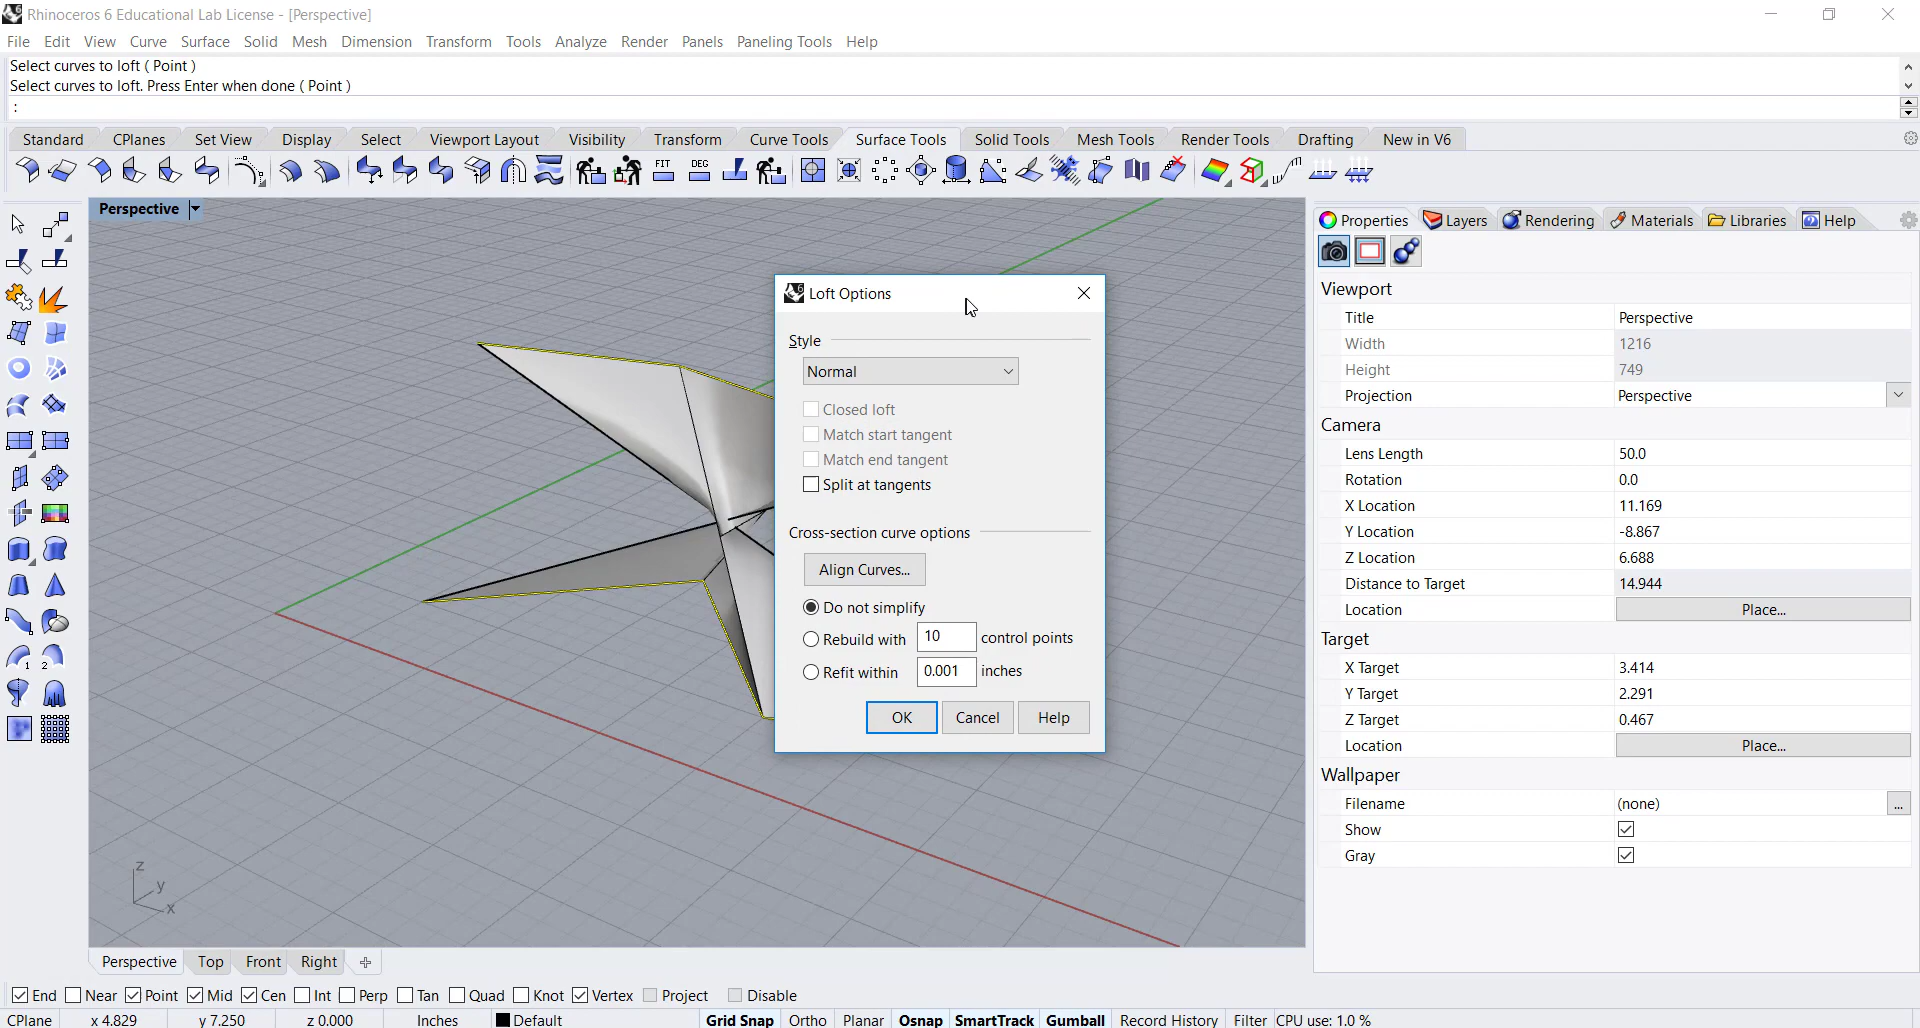 Rhinoceros 6 Educational Lab License - [Perspective]
File Edit View Curve Surface Solid Mesh Dimension Transform Tools Analyze Render Panels Paneling Tools Help
Select curves to loft ( Point )
Select curves to loft. Press Enter when done ( Point )
:
Standard CPlanes Set View Display Select Viewport Layout Visibility Transform Curve Tools Surface Tools Solid Tools Mesh Tools Render Tools Drafting New in V6
FIT DEG
Perspective
Properties Layers Rendering Materials Libraries Help
Loft Options
Style
Normal
Closed loft
Match start tangent
Match end tangent
Split at tangents
Cross-section curve options
Align Curves...
Do not simplify
Rebuild with 10 control points
Refit within 0.001 inches
OK Cancel Help
Viewport
Title Perspective
Width 1216
Height 749
Projection Perspective
Camera
Lens Length 50.0
Rotation 0.0
X Location 11.169
Y Location -8.867
Z Location 6.688
Distance to Target 14.944
Location Place...
Target
X Target 3.414
Y Target 2.291
Z Target 0.467
Location Place...
Wallpaper
Filename (none) ...
Show
Gray
1 2
z
y
x
Perspective Top Front Right
End Near Point Mid Cen Int Perp Tan Quad Knot Vertex Project Disable
CPlane x 4.829 y 7.250 z 0.000 Inches Default Grid Snap Ortho Planar Osnap SmartTrack Gumball Record History Filter CPU use: 1.0 %